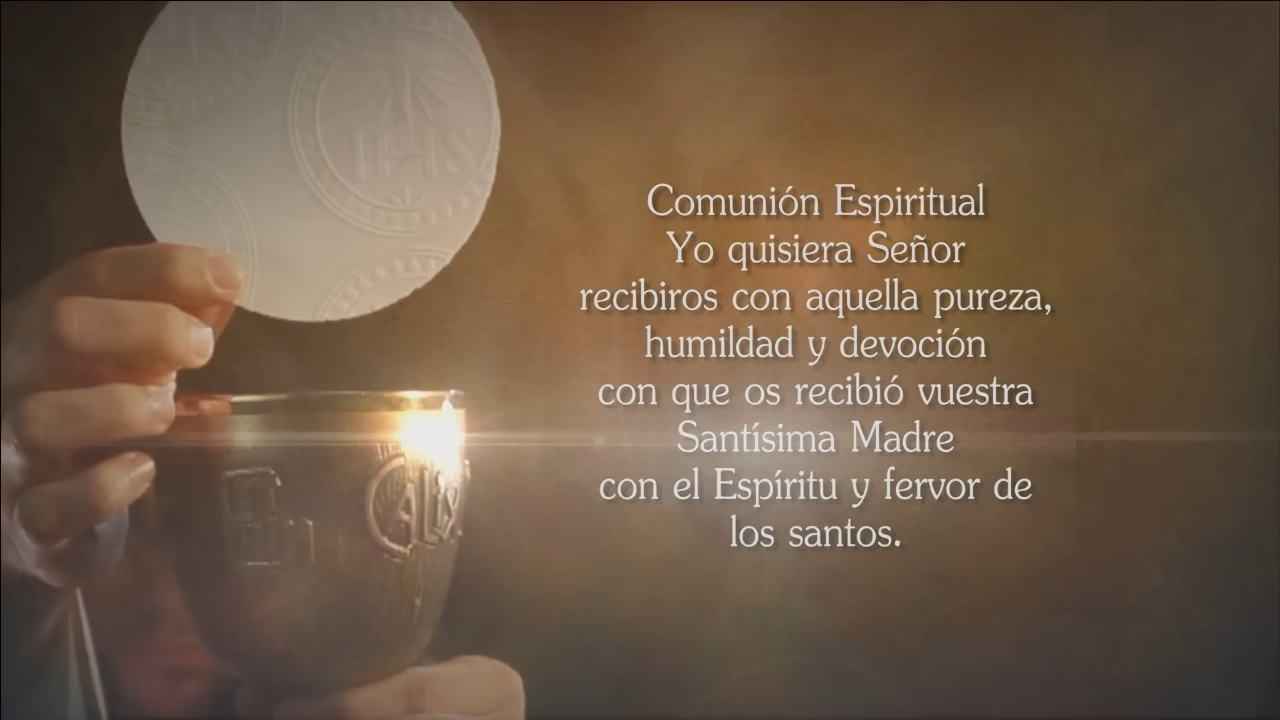 IHS
Comunión Espiritual
Yo quisiera Señor
recibiros con aquella pureza,
humildad y devoción
con que os recibió vuestra
Santísima Madre
con el Espíritu y fervor de
los santos.